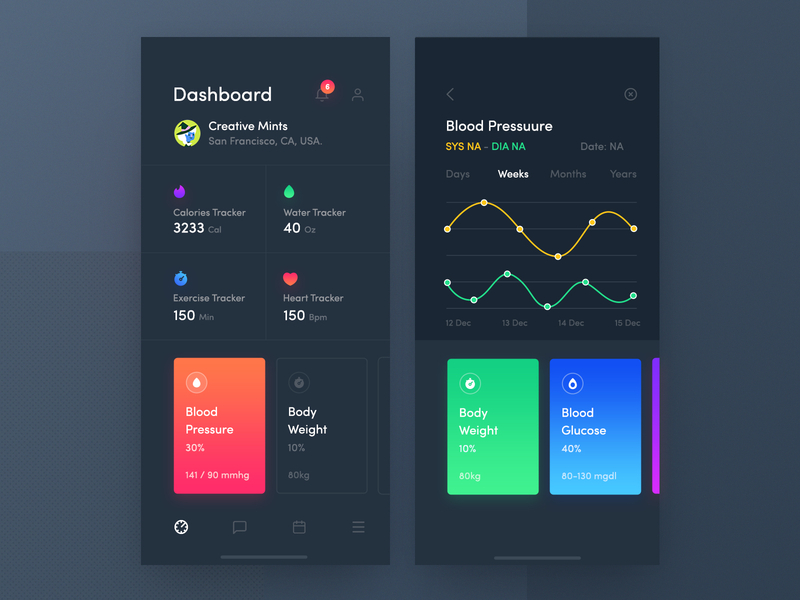 Dashboard
6
Creative Mints
San Francisco, CA, USA.
Calories Tracker
3233 Cal
Water Tracker
40 Oz
Exercise Tracker
150 Min
Heart Tracker
150 Bpm
Blood
Pressure
30%
141 / 90 mmhg
Body
Weight
10%
80kg
Blood Pressuure
SYS NA - DIA NA
Date: NA
Days Weeks Months Years
12 Dec 13 Dec 14 Dec 15 Dec
Body
Weight
10%
80kg
Blood
Glucose
40%
80-130 mgdl